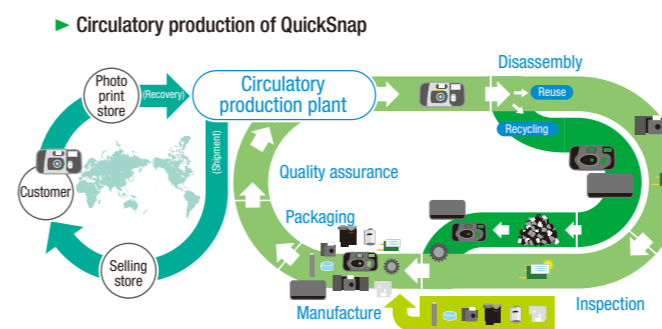 ► Circulatory production of QuickSnap
Photo
print
store
(Recovery)
Circulatory
production plant
Disassembly
Reuse
Recycling
(Shipment)
Customer
Quality assurance
Packaging
Selling
store
Manufacture
Inspection